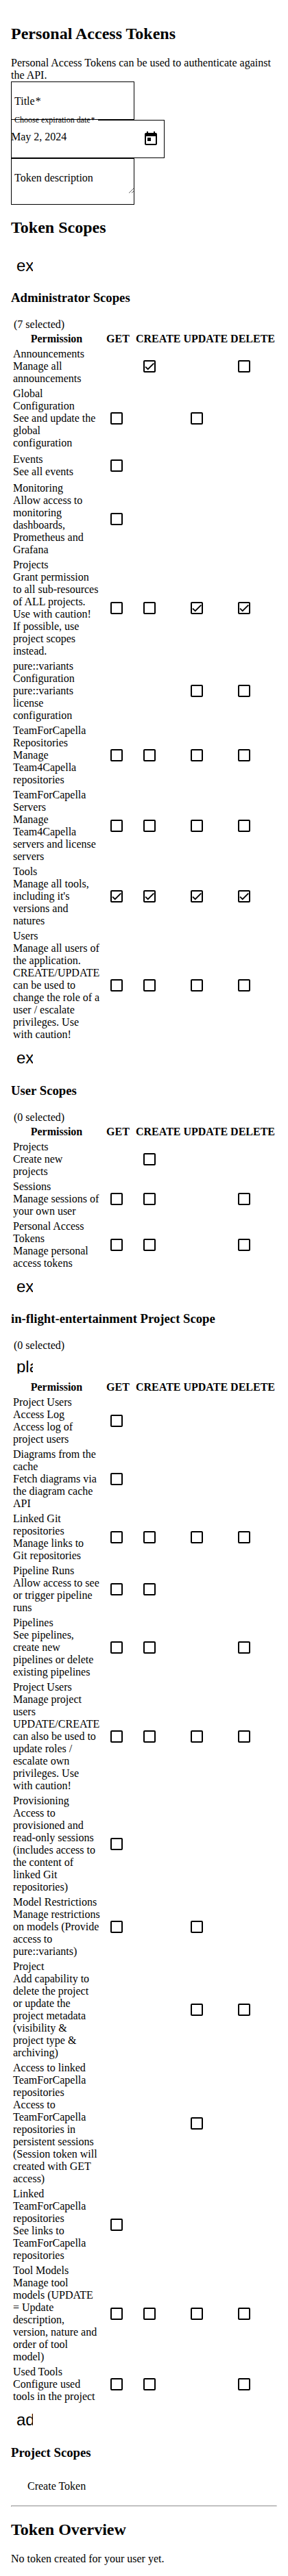 Personal Access Tokens
Personal Access Tokens can be used to authenticate against
the API.
Title*
Choose expiration date*
May 2, 2024
Token description
Token Scopes
ex
Administrator Scopes
(7 selected)
Permission GET CREATE UPDATE DELETE
Announcements
Manage all
announcements
Global
Configuration
See and update the
global
configuration
Events
See all events
Monitoring
Allow access to
monitoring
dashboards,
Prometheus and
Grafana
Projects
Grant permission
to all sub-resources
of ALL projects.
Use with caution!
If possible, use
project scopes
instead.
pure::variants
Configuration
pure::variants
license
configuration
TeamForCapella
Repositories
Manage
Team4Capella
repositories
TeamForCapella
Servers
Manage
Team4Capella
servers and license
servers
Tools
Manage all tools,
including it's
versions and
natures
Users
Manage all users of
the application.
CREATE/UPDATE
can be used to
change the role of a
user / escalate
privileges. Use
with caution!
ex
User Scopes
(0 selected)
Permission GET CREATE UPDATE DELETE
Projects
Create new
projects
Sessions
Manage sessions of
your own user
Personal Access
Tokens
Manage personal
access tokens
ex
in-flight-entertainment Project Scope
(0 selected)
pla
Permission GET CREATE UPDATE DELETE
Project Users
Access Log
Access log of
project users
Diagrams from the
cache
Fetch diagrams via
the diagram cache
API
Linked Git
repositories
Manage links to
Git repositories
Pipeline Runs
Allow access to see
or trigger pipeline
runs
Pipelines
See pipelines,
create new
pipelines or delete
existing pipelines
Project Users
Manage project
users
UPDATE/CREATE
can also be used to
update roles /
escalate own
privileges. Use
with caution!
Provisioning
Access to
provisioned and
read-only sessions
(includes access to
the content of
linked Git
repositories)
Model Restrictions
Manage restrictions
on models (Provide
access to
pure::variants)
Project
Add capability to
delete the project
or update the
project metadata
(visibility &
project type &
archiving)
Access to linked
TeamForCapella
repositories
Access to
TeamForCapella
repositories in
persistent sessions
(Session token will
created with GET
access)
Linked
TeamForCapella
repositories
See links to
TeamForCapella
repositories
Tool Models
Manage tool
models (UPDATE
= Update
description,
version, nature and
order of tool
model)
Used Tools
Configure used
tools in the project
ad
Project Scopes
Create Token
Token Overview
No token created for your user yet.